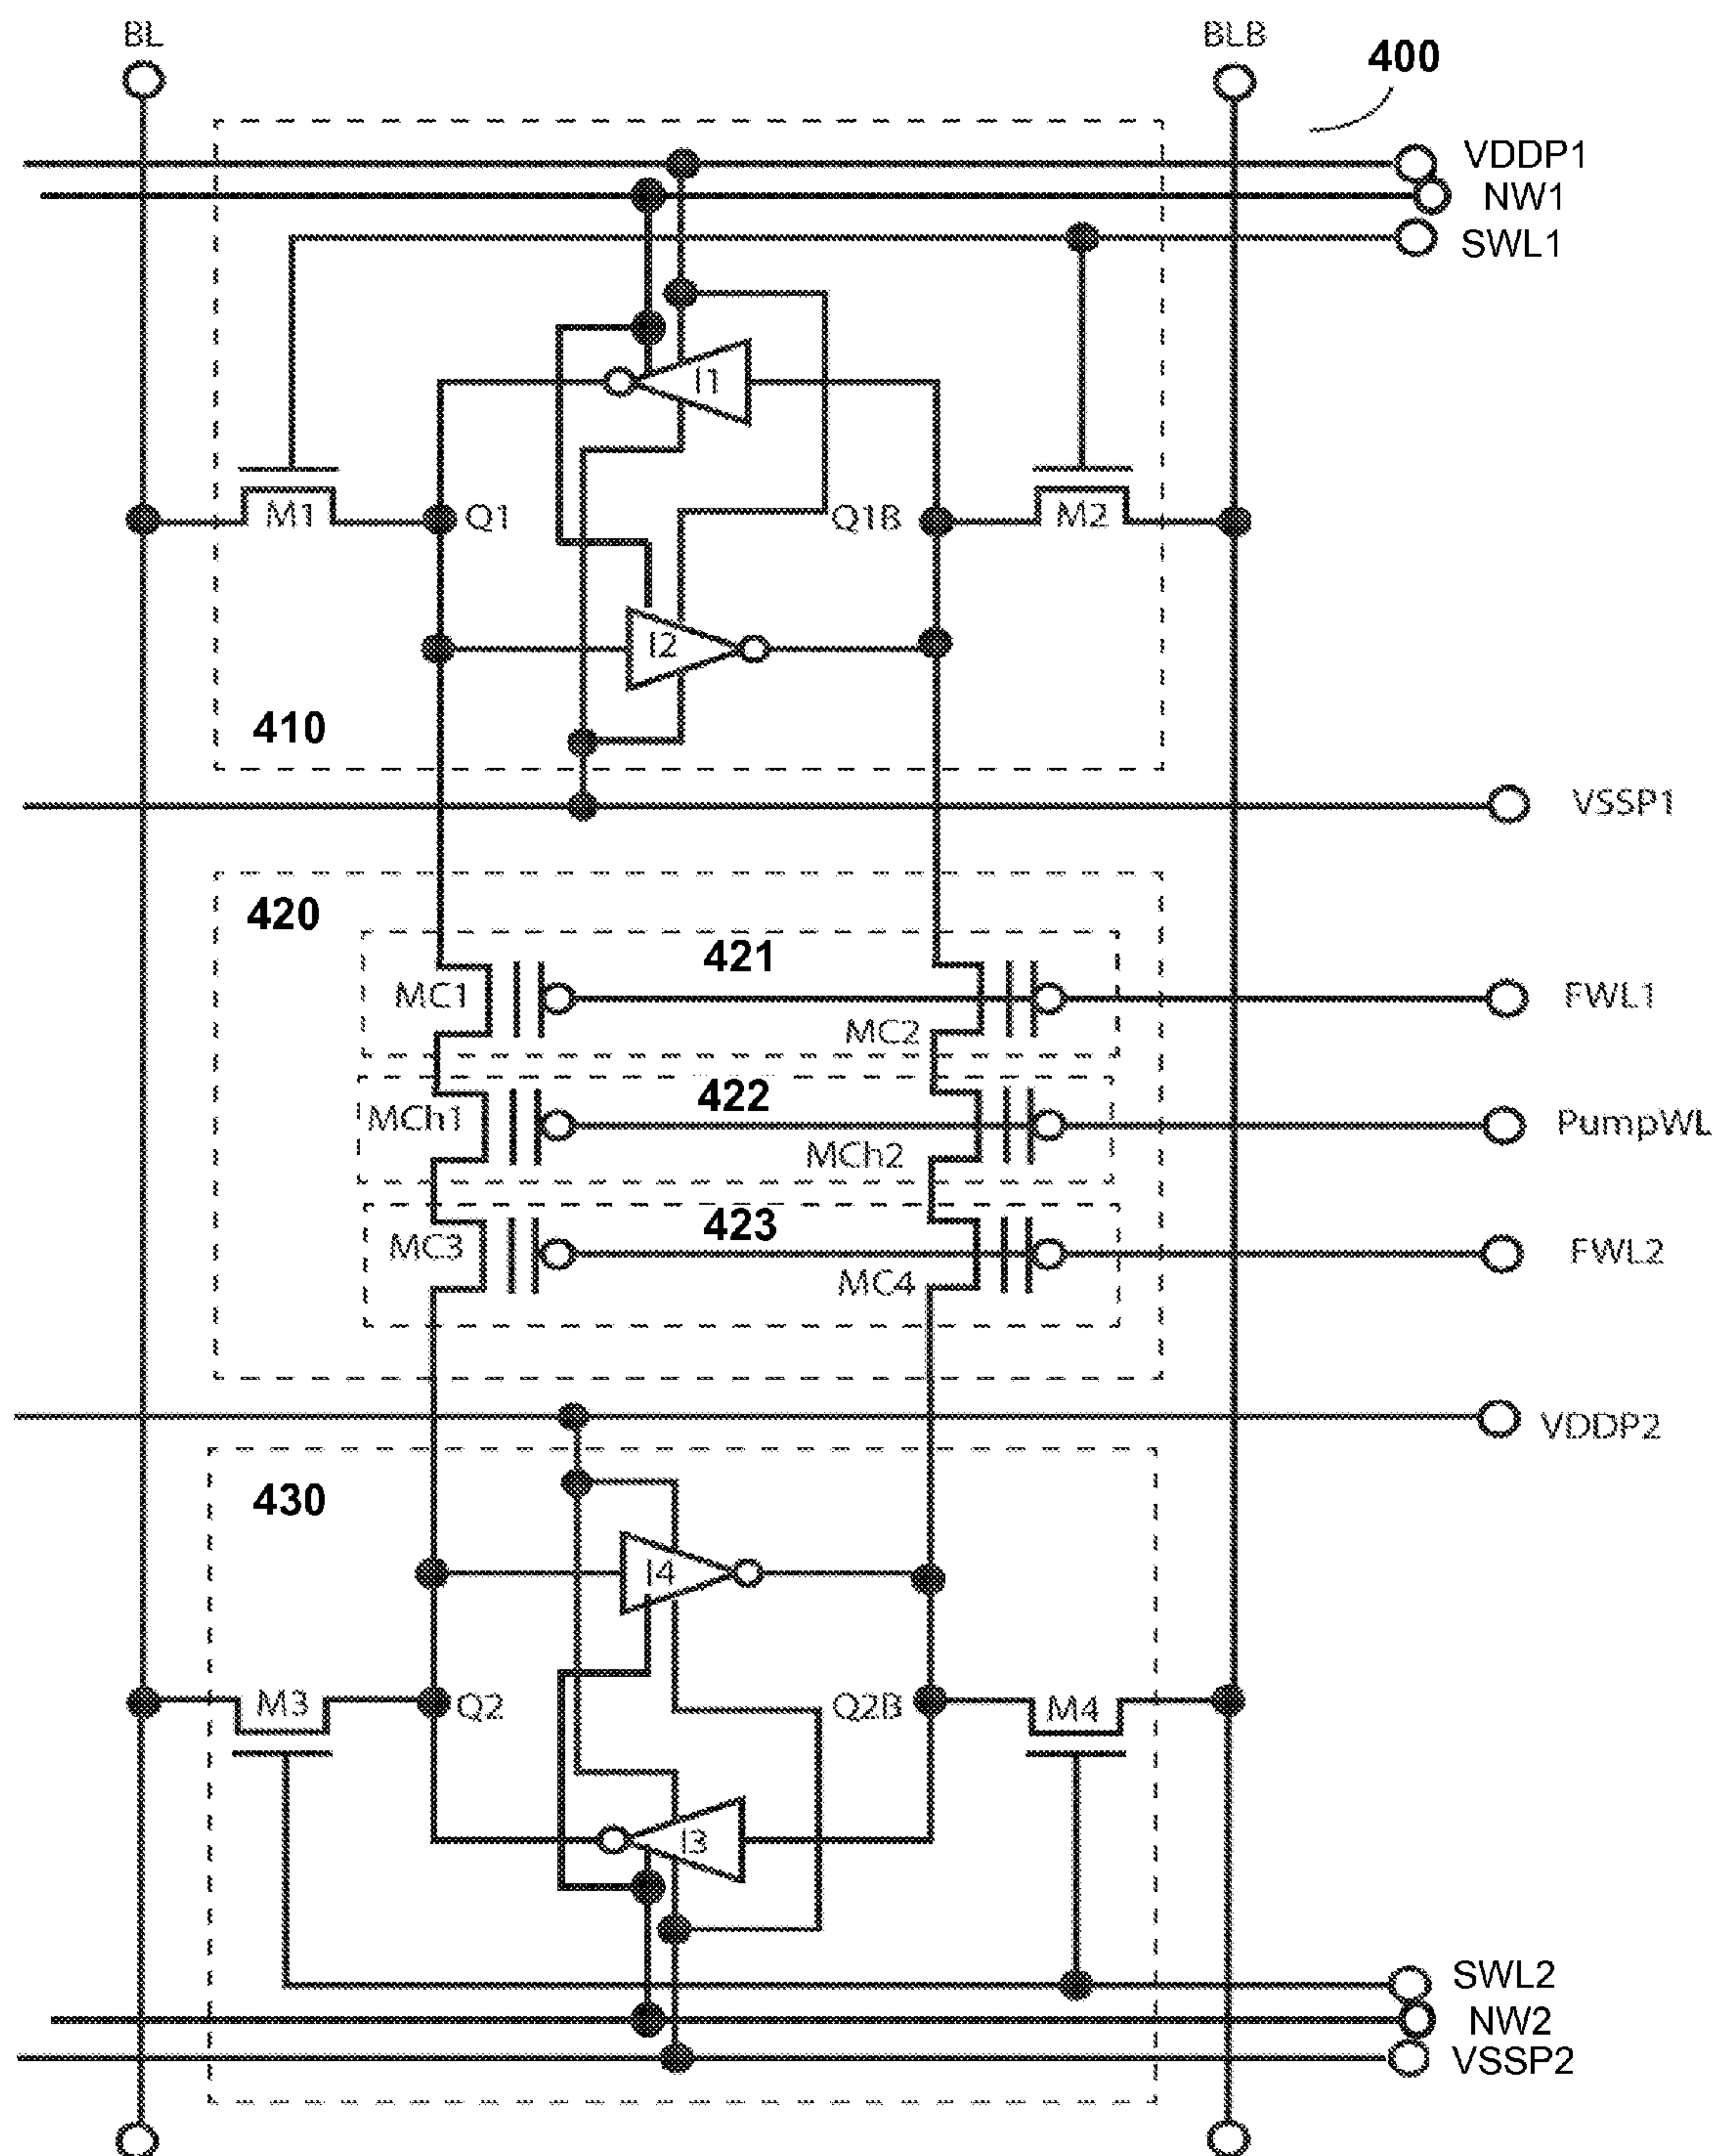 BL
BLB
400
VDDP1
NW1
SWL1
I1
M1
Q1
Q1B
M2
I2
410
VSSP1
420
421
MC1
FWL1
MC2
422
MCh1
PumpWL
MCh2
423
MC3
FWL2
MC4
VDDP2
430
I4
M3
Q2
Q2B
M4
I3
SWL2
NW2
VSSP2